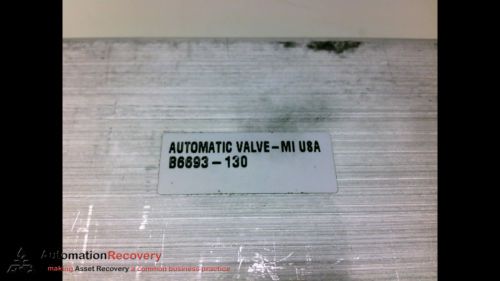 AUTOMATIC VALVE-MI USA
B6693-130
AutomationRecovery
making Asset Recovery a common business practice